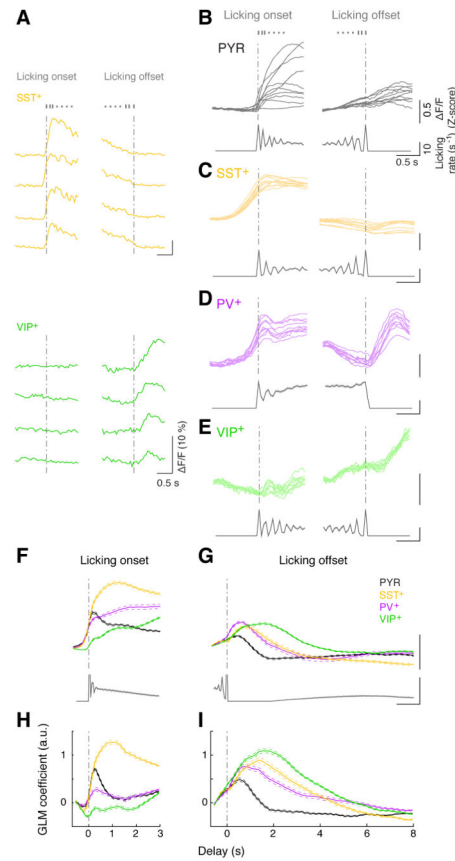 A
Licking onset
Licking offset
SST+
VIP+
ΔF/F (10 %)
0.5 s
B
Licking onset
Licking offset
PYR
0.5
ΔF/F
(Z-score)
10
Licking
rate (s⁻¹)
0.5 s
C
SST+
D
PV+
E
VIP+
F
Licking onset
G
Licking offset
PYR
SST+
PV+
VIP+
H
GLM coefficient (a.u.)
1
0
0
1
2
3
I
1
0
0
2
4
6
8
Delay (s)